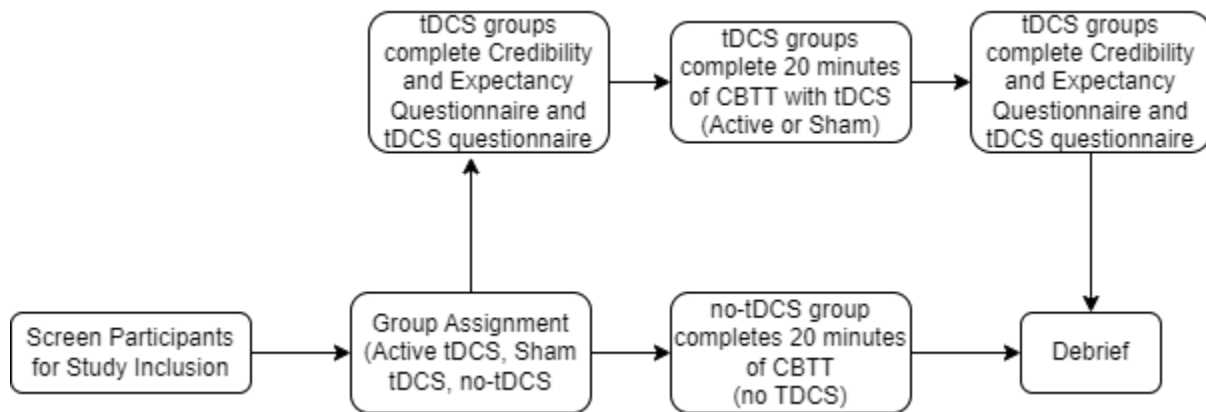 tDCS groups
complete Credibility
and Expectancy
Questionnaire and
tDCS questionnaire
tDCS groups
complete 20 minutes
of CBTT with tDCS
(Active or Sham)
tDCS groups
complete Credibility
and Expectancy
Questionnaire and
tDCS questionnaire
Screen Participants
for Study Inclusion
Group Assignment
(Active tDCS, Sham
tDCS, no-tDCS
no-tDCS group
completes 20 minutes
of CBTT
(no TDCS)
Debrief